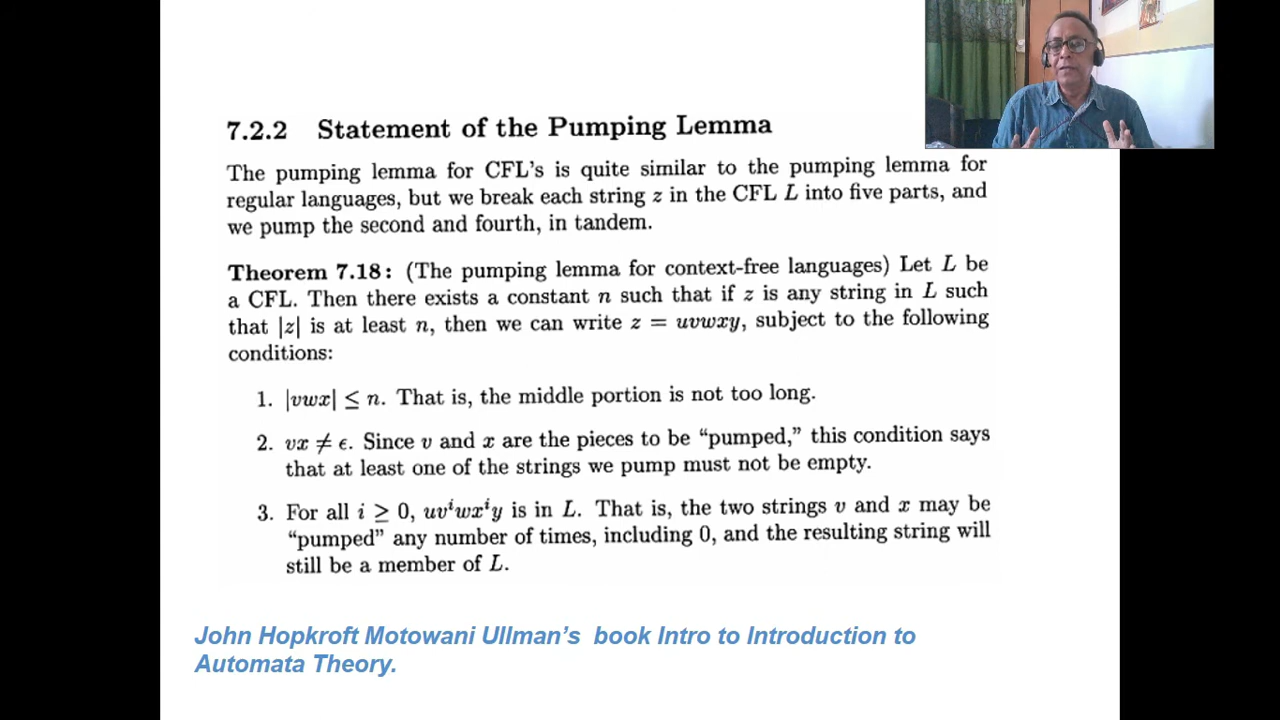 7.2.2 Statement of the Pumping Lemma
The pumping lemma for CFL's is quite similar to the pumping lemma for
regular languages, but we break each string z in the CFL L into five parts, and
we pump the second and fourth, in tandem.
Theorem 7.18: (The pumping lemma for context-free languages) Let L be
a CFL. Then there exists a constant n such that if z is any string in L such
that |z| is at least n, then we can write z = uvwxy, subject to the following
conditions:
1. |vwx| ≤ n. That is, the middle portion is not too long.
2. vx ≠ ϵ. Since v and x are the pieces to be “pumped,” this condition says
that at least one of the strings we pump must not be empty.
3. For all i ≥ 0, uvⁱwxⁱy is in L. That is, the two strings v and x may be
“pumped” any number of times, including 0, and the resulting string will
still be a member of L.
John Hopkroft Motowani Ullman’s book Intro to Introduction to
Automata Theory.